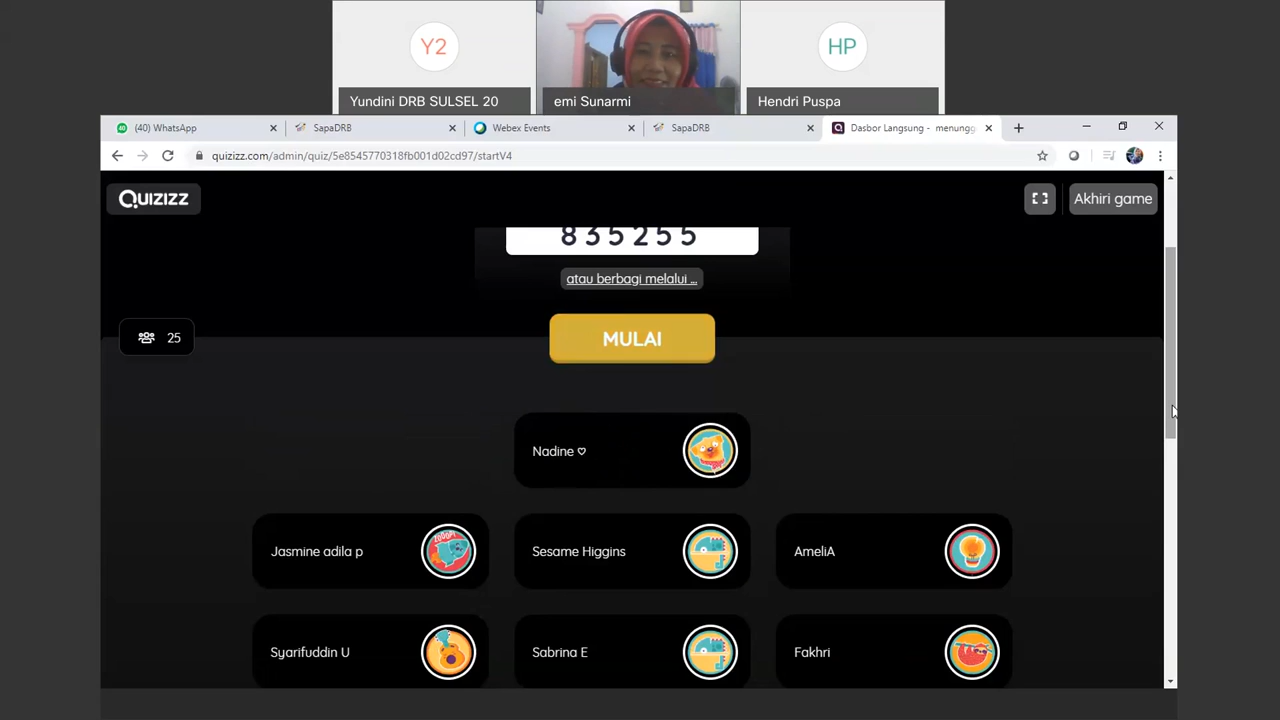 Y2
HP
Yundini DRB SULSEL 20
emi Sunarmi
Hendri Puspa
(40) WhatsApp
SapaDRB
Webex Events
SapaDRB
Dasbor Langsung - menungg
quizizz.com/admin/quiz/5e8545770318fb001d02cd97/startV4
QUIZIZZ
Akhiri game
835255
atau berbagi melalui ...
25
MULAI
Nadine ♡
Jasmine adila p
Sesame Higgins
AmeliA
Syarifuddin U
Sabrina E
Fakhri